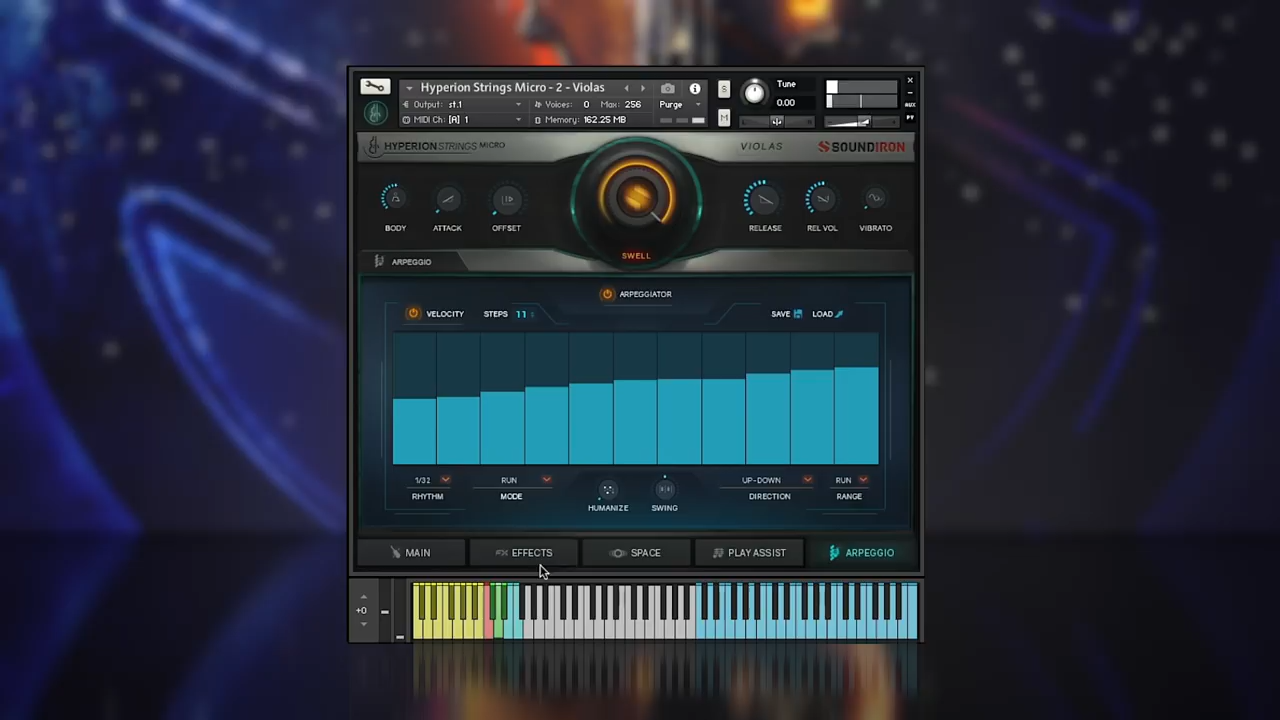 Hyperion Strings Micro - 2 - Violas
Output: st.1 Voices: 0 Max: 256 Purge
MIDI Ch: [A] 1 Memory: 162.25 MB
S
M
Tune
0.00
L R
AUX
PV
HYPERION STRINGS MICRO
VIOLAS
SOUNDIRON
BODY ATTACK OFFSET
SWELL
RELEASE REL VOL VIBRATO
ARPEGGIO
ARPEGGIATOR
VELOCITY STEPS 11
SAVE LOAD
1/32 RUN UP-DOWN RUN
RHYTHM MODE DIRECTION RANGE
HUMANIZE SWING
MAIN FX EFFECTS SPACE PLAY ASSIST ARPEGGIO
+0